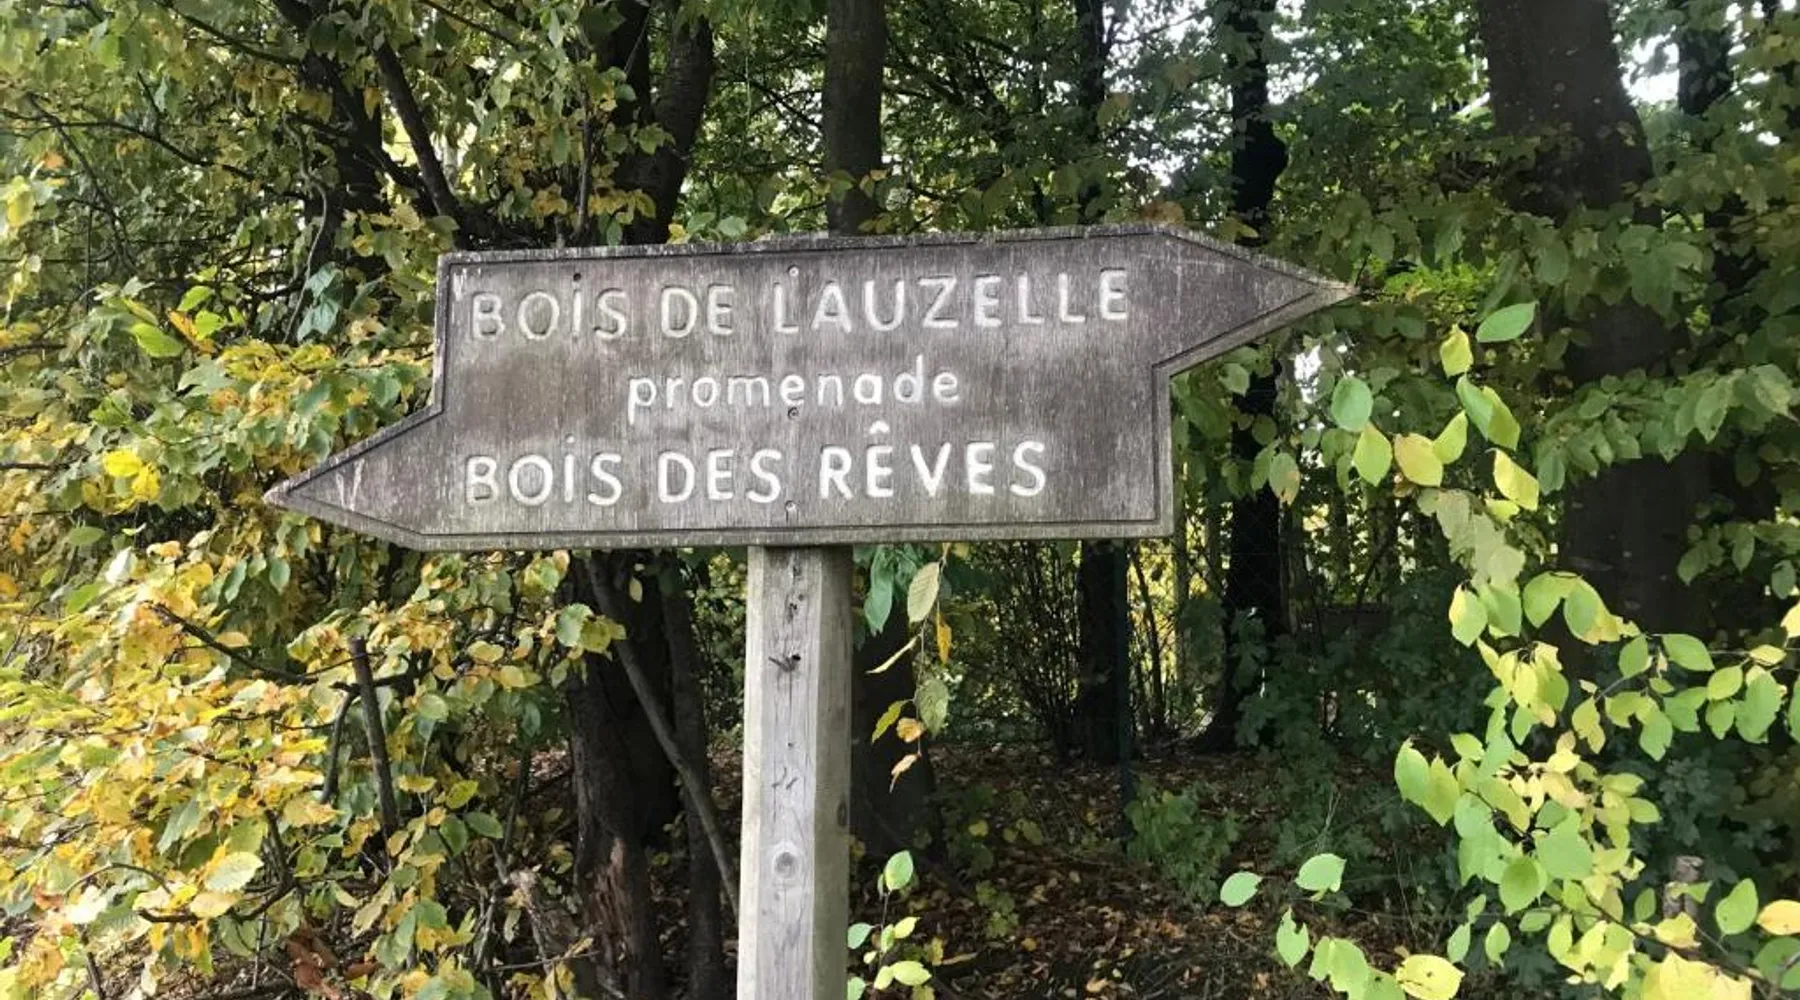 BOIS DE LAUZELLE
promenade
BOIS DES RÊVES